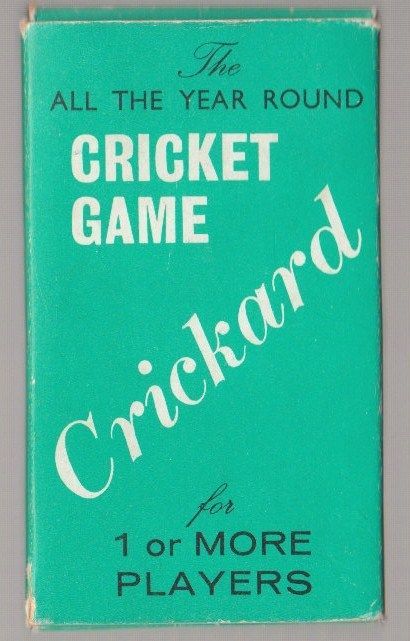 The
ALL THE YEAR ROUND
CRICKET
GAME
Crickard
for
1 or MORE
PLAYERS